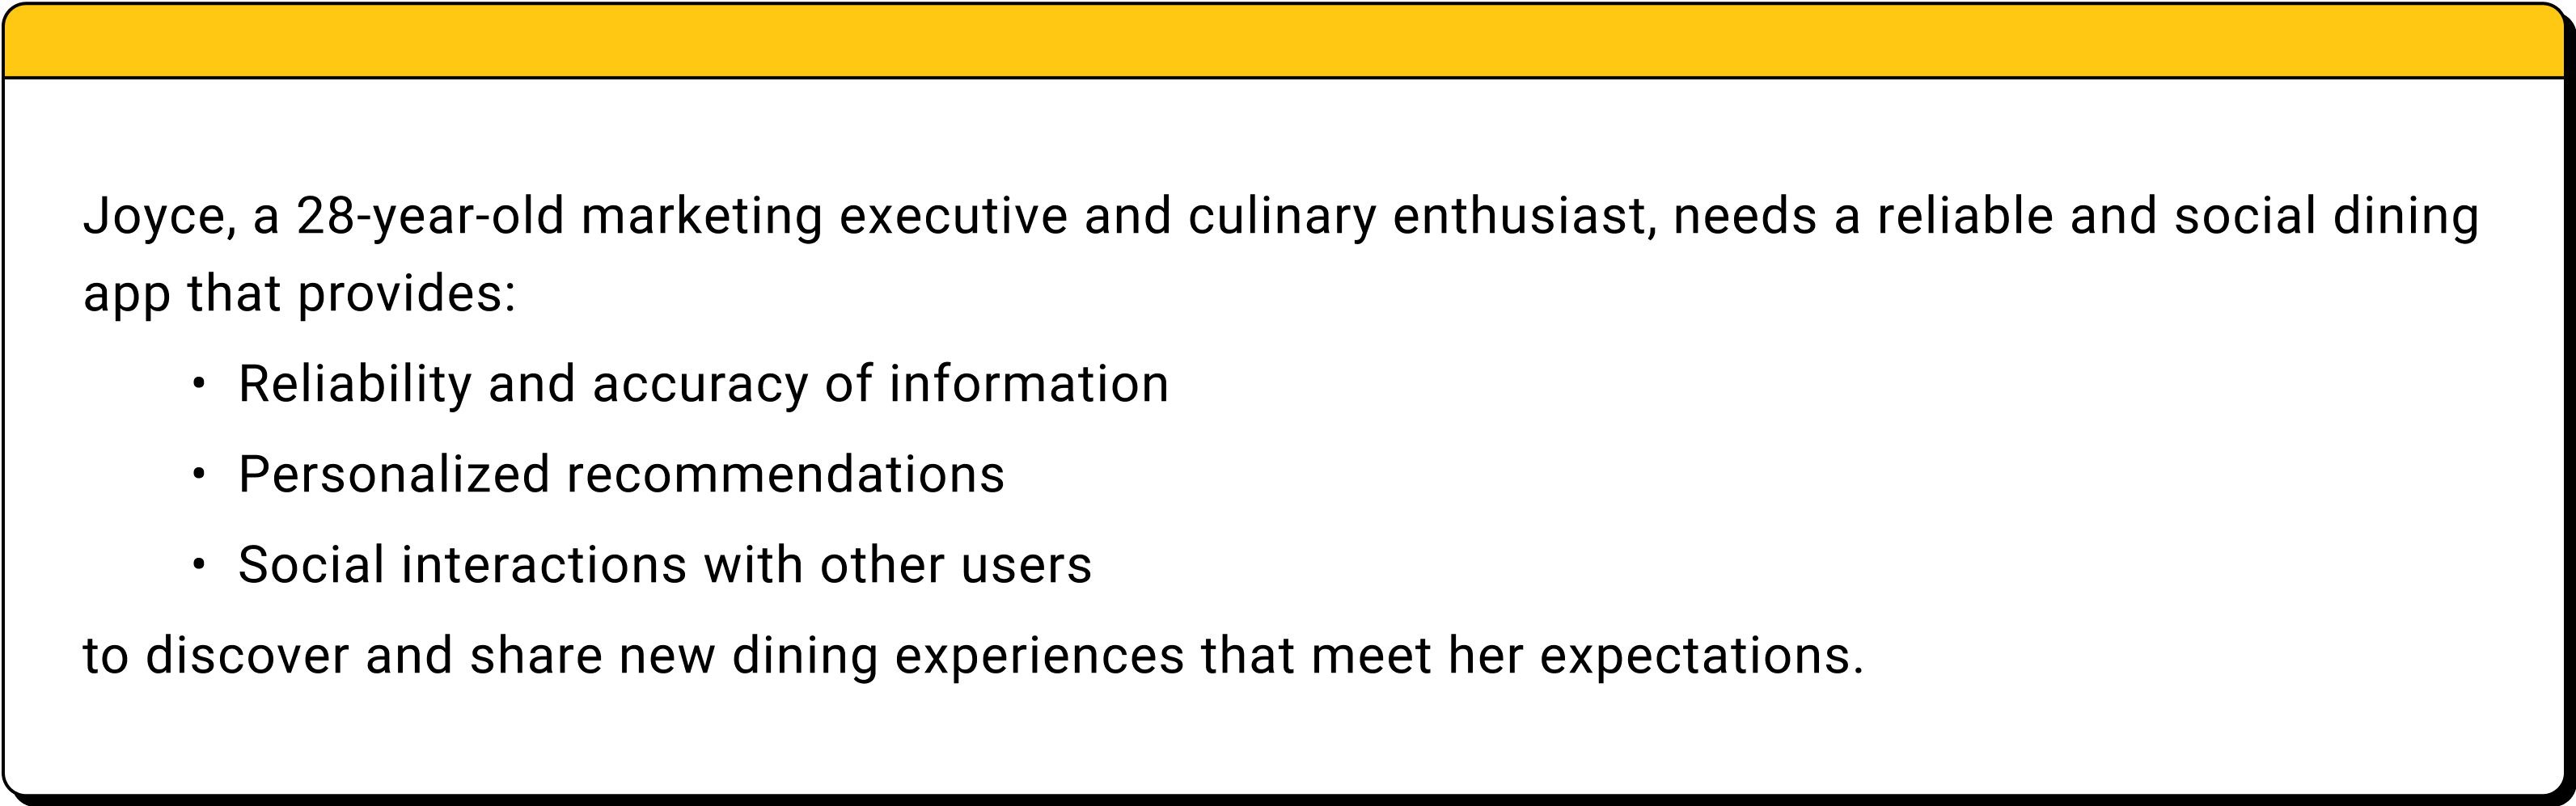 Joyce, a 28-year-old marketing executive and culinary enthusiast, needs a reliable and social dining
app that provides:
• Reliability and accuracy of information
• Personalized recommendations
• Social interactions with other users
to discover and share new dining experiences that meet her expectations.